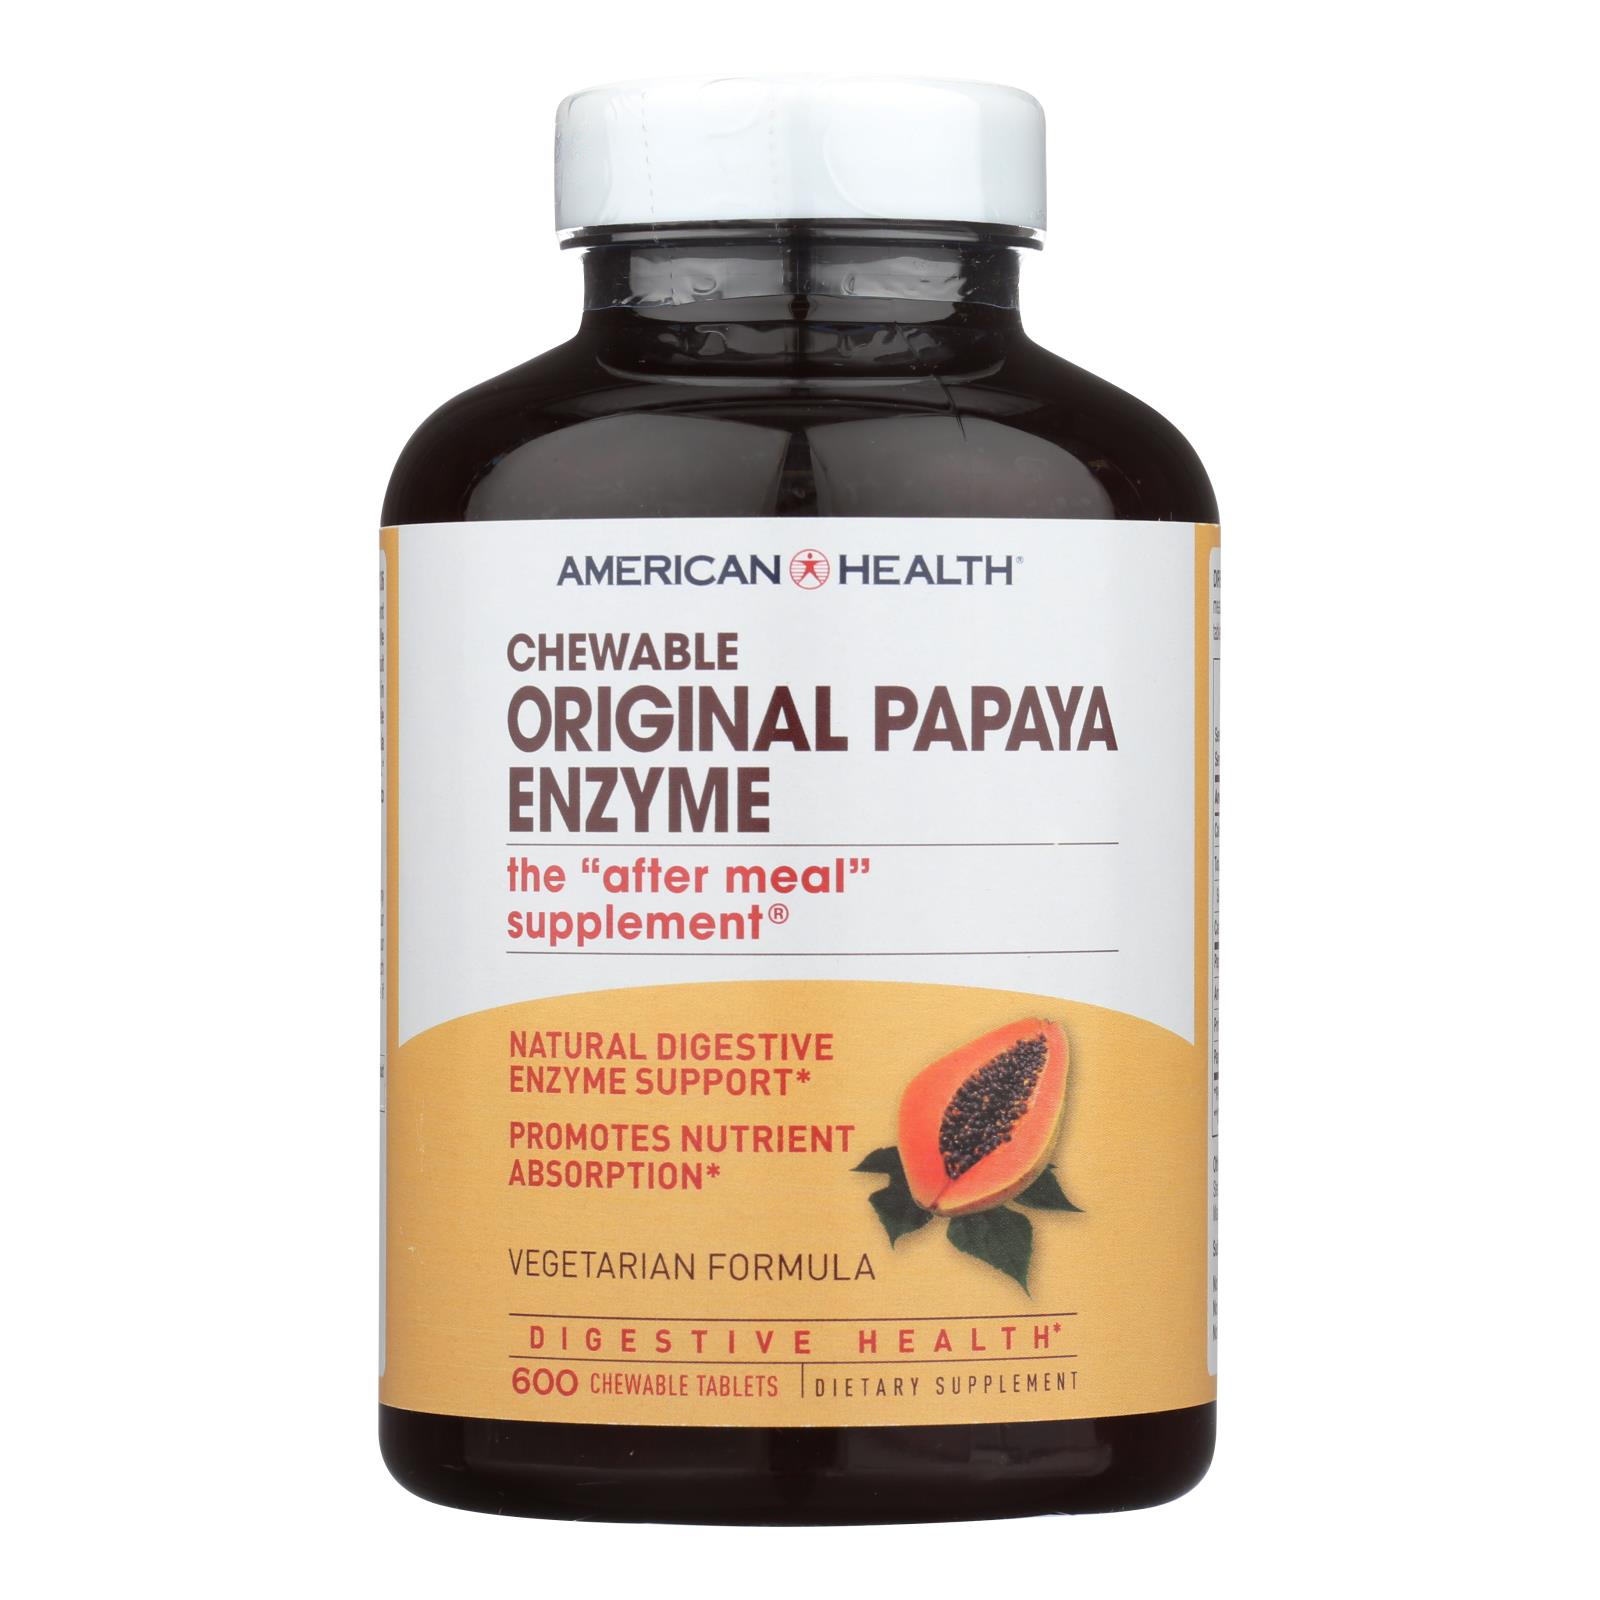 AMERICAN HEALTH®
CHEWABLE
ORIGINAL PAPAYA
ENZYME
the “after meal”
supplement®
NATURAL DIGESTIVE
ENZYME SUPPORT*
PROMOTES NUTRIENT
ABSORPTION*
VEGETARIAN FORMULA
DIGESTIVE HEALTH*
600 CHEWABLE TABLETS | DIETARY SUPPLEMENT